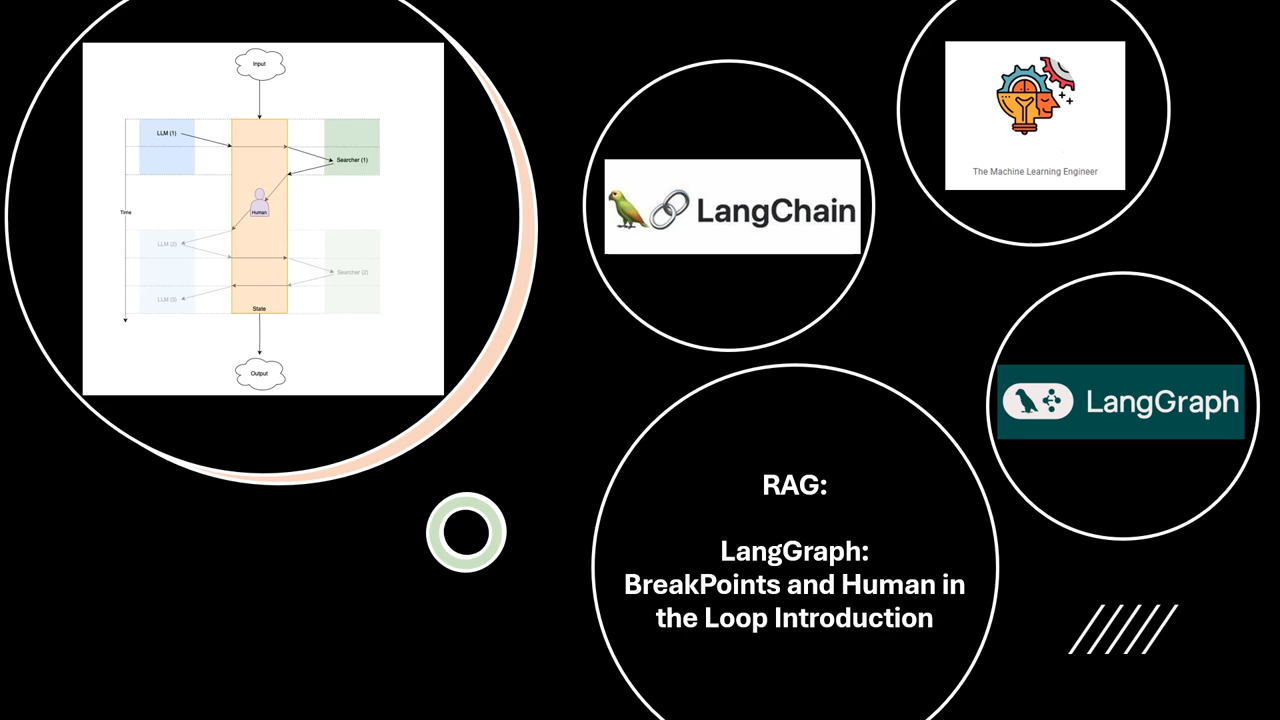 Input
LLM (1)
Searcher (1)
Human
Time
LLM (2)
Searcher (2)
LLM (3)
State
Output
LangChain
The Machine Learning Engineer
LangGraph
RAG:
LangGraph:
BreakPoints and Human in
the Loop Introduction